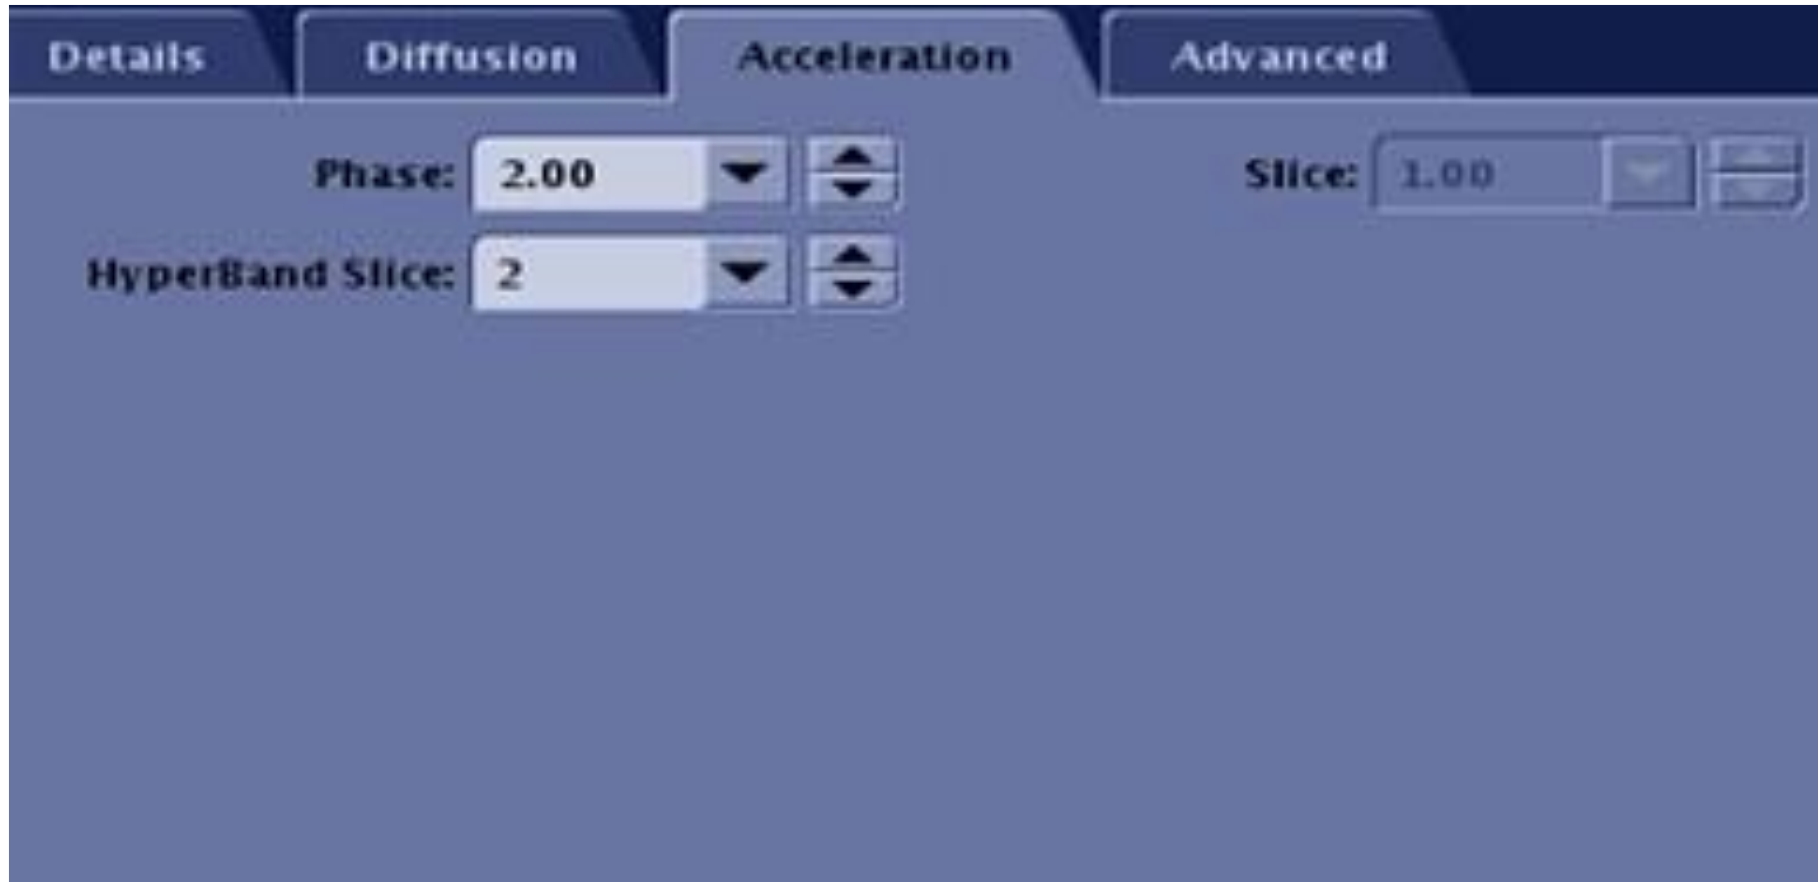 Details Diffusion Acceleration Advanced
Phase: 2.00 Slice: 1.00
HyperBand Slice: 2